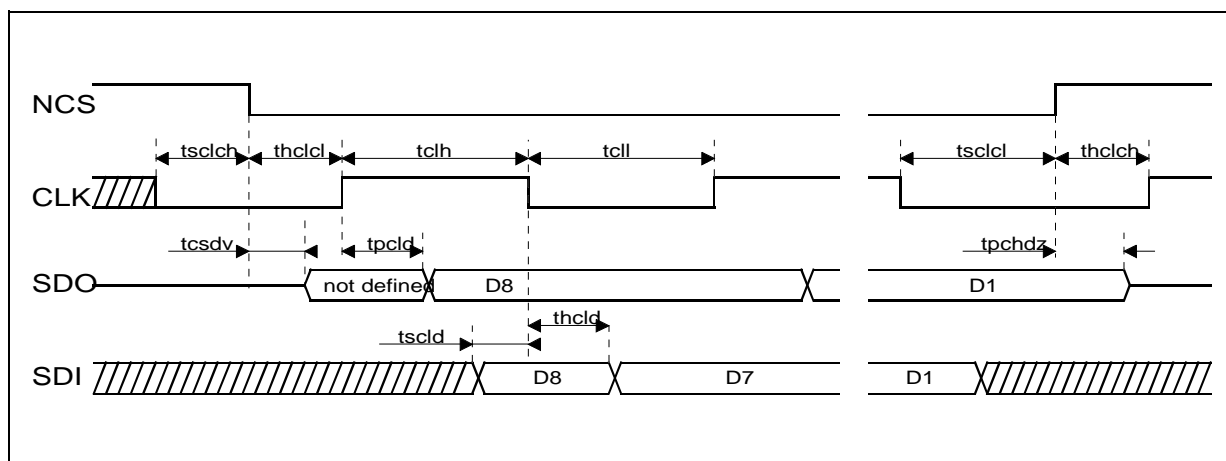 NCS
tsclch thclcl tclh tcll tsclcl thclch
CLK
tcsdv tpcld tpchdz
SDO not defined D8 D1
thcld
tscld
SDI D8 D7 D1